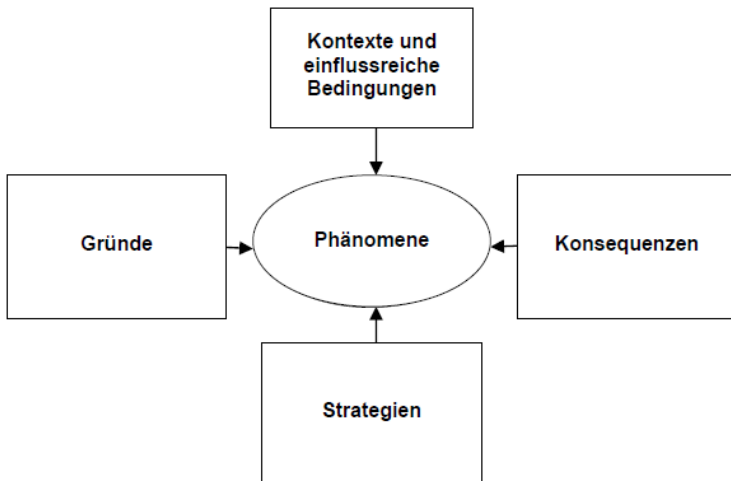 Kontexte und
einflussreiche
Bedingungen
Gründe
Phänomene
Konsequenzen
Strategien